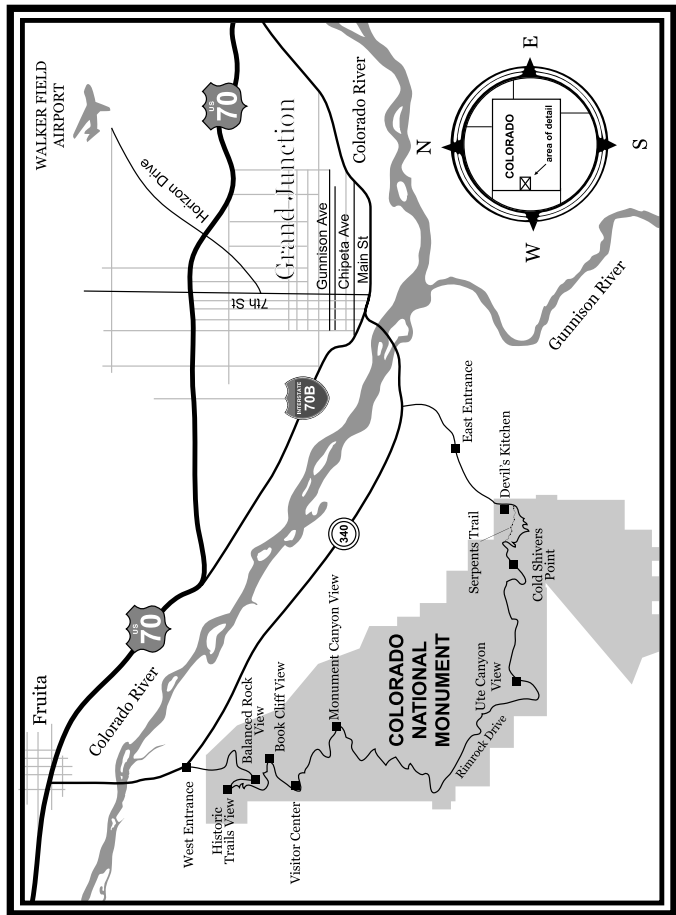 WALKER FIELD
AIRPORT
US
70
Horizon Drive
Grand Junction
Gunnison Ave
Chipeta Ave
Main St
7th St
Colorado River
E
N
S
W
COLORADO
area of detail
Gunnison River
INTERSTATE
70B
East Entrance
Devil's Kitchen
Serpents Trail
Cold Shivers
Point
340
US
70
Fruita
Colorado River
Monument Canyon View
COLORADO
NATIONAL
MONUMENT
Ute Canyon
View
Rimrock Drive
Balanced Rock
View
Book Cliff View
West Entrance
Historic
Trails View
Visitor Center